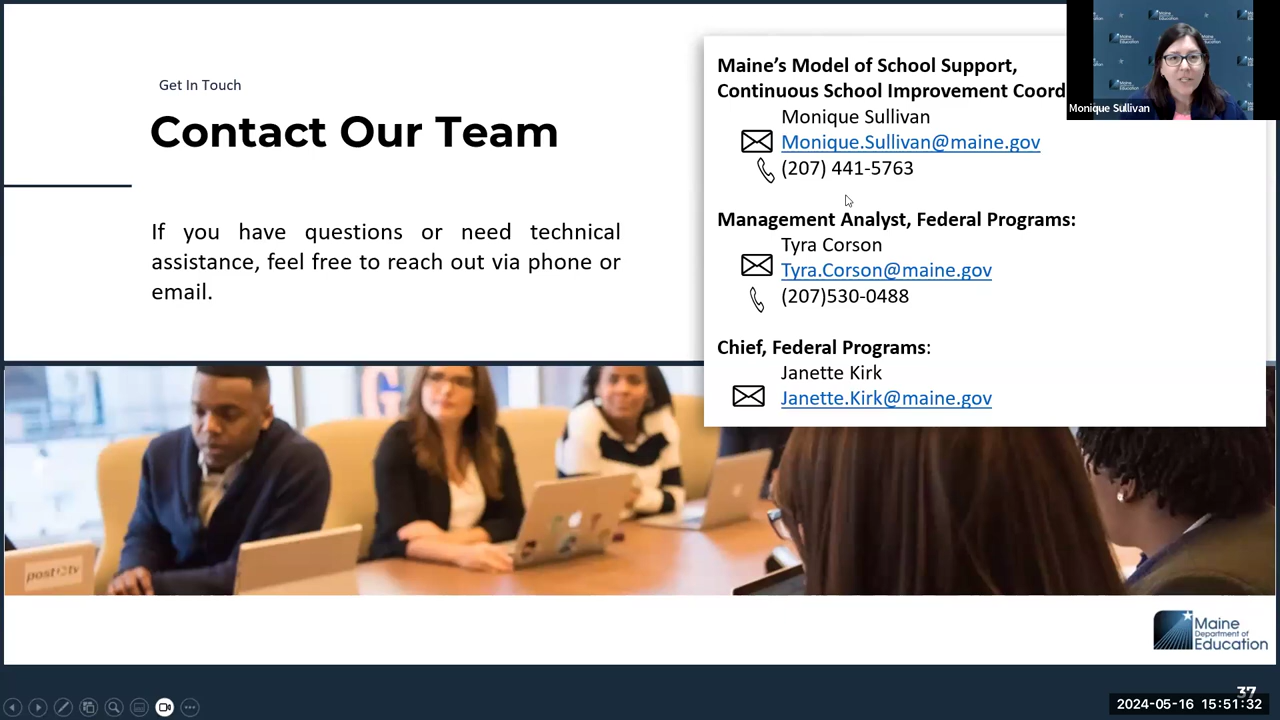 Get In Touch
Contact Our Team
If you have questions or need technical
assistance, feel free to reach out via phone or
email.
Maine’s Model of School Support,
Continuous School Improvement Coord
Monique Sullivan
Monique.Sullivan@maine.gov
(207) 441-5763
Management Analyst, Federal Programs:
Tyra Corson
Tyra.Corson@maine.gov
(207)530-0488
Chief, Federal Programs:
Janette Kirk
Janette.Kirk@maine.gov
Monique Sullivan
Maine
Department of
Education
37
2024-05-16 15:51:32